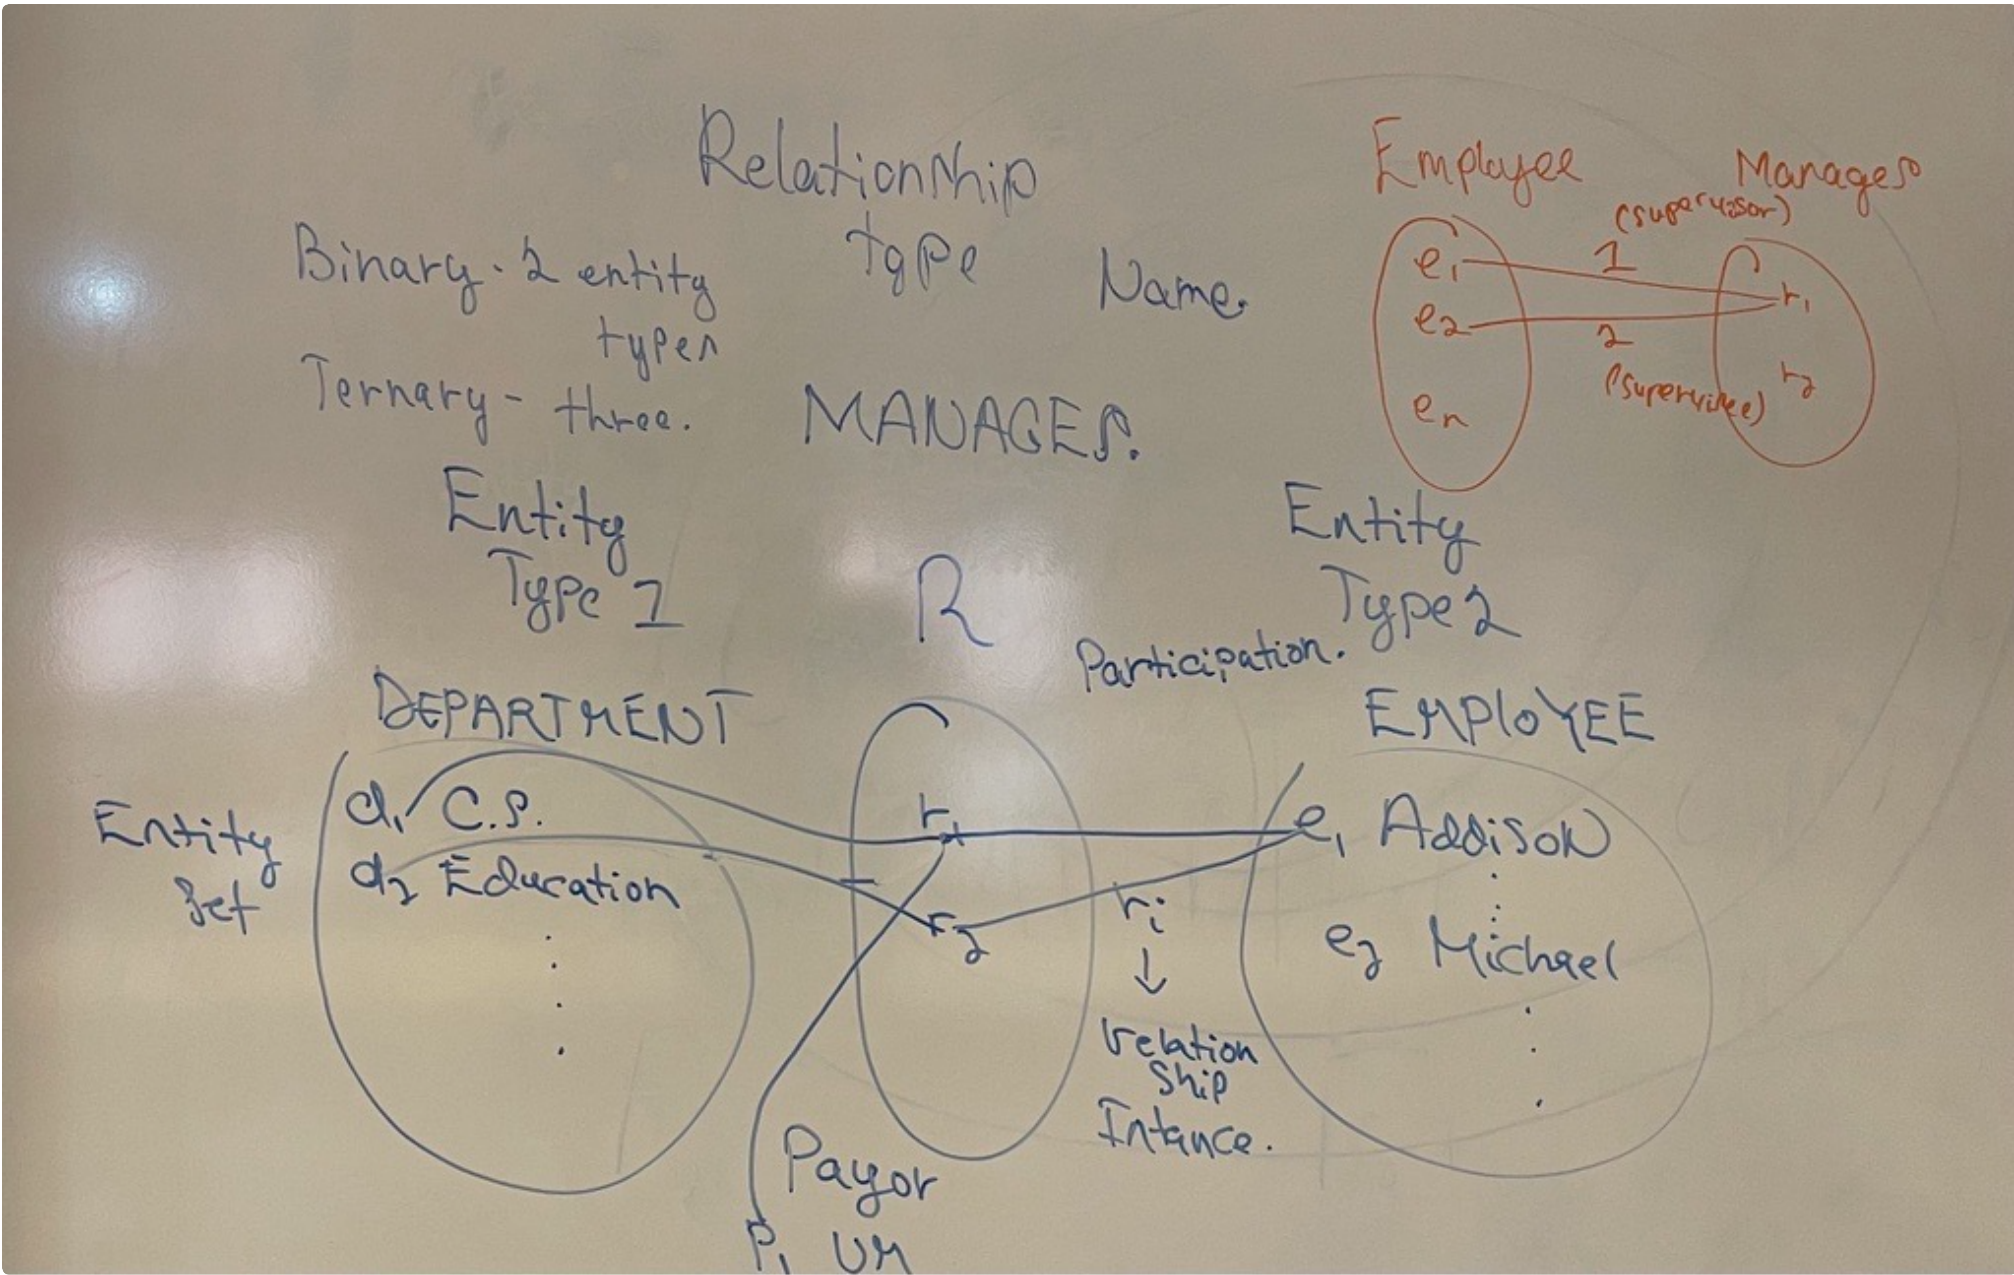 Relationship
type
Name.
Binary - 2 entity
types
Ternary - three.
MANAGES.
Employee
Manages
(supervisor)
e1
1
r1
e2
2
r2
(supervisee)
en
Entity
Type 1
R
Entity
Type 2
Participation.
DEPARTMENT
EMPLOYEE
Entity
Set
d1 C.S.
r1
e1 Addison
d2 Education
r2
ri
e2 Michael
↓
relation
ship
Intance.
Payor
P1 UM